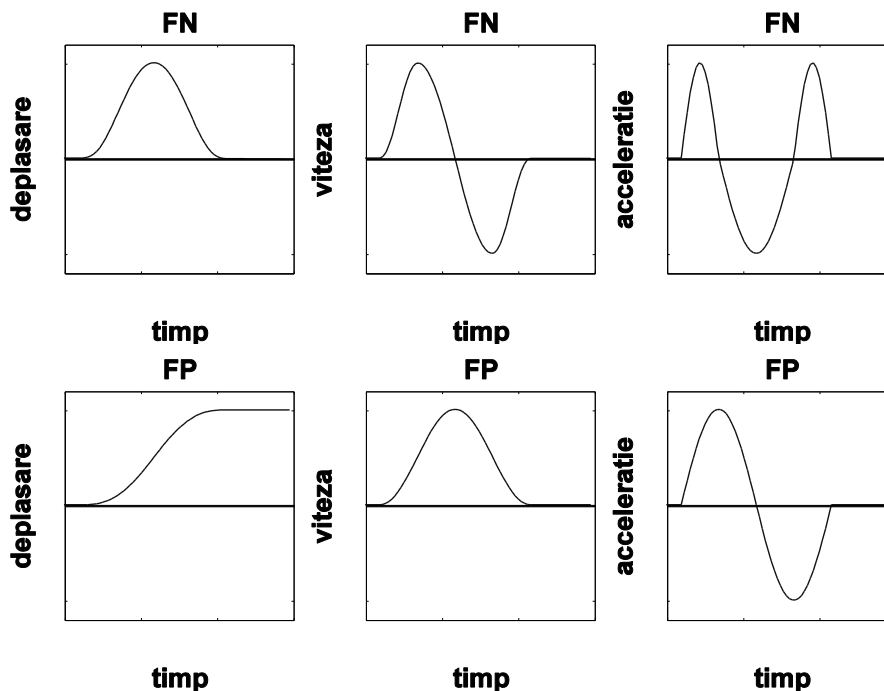 FN FN FN
deplasare viteza acceleratie
timp timp timp
FP FP FP
deplasare viteza acceleratie
timp timp timp